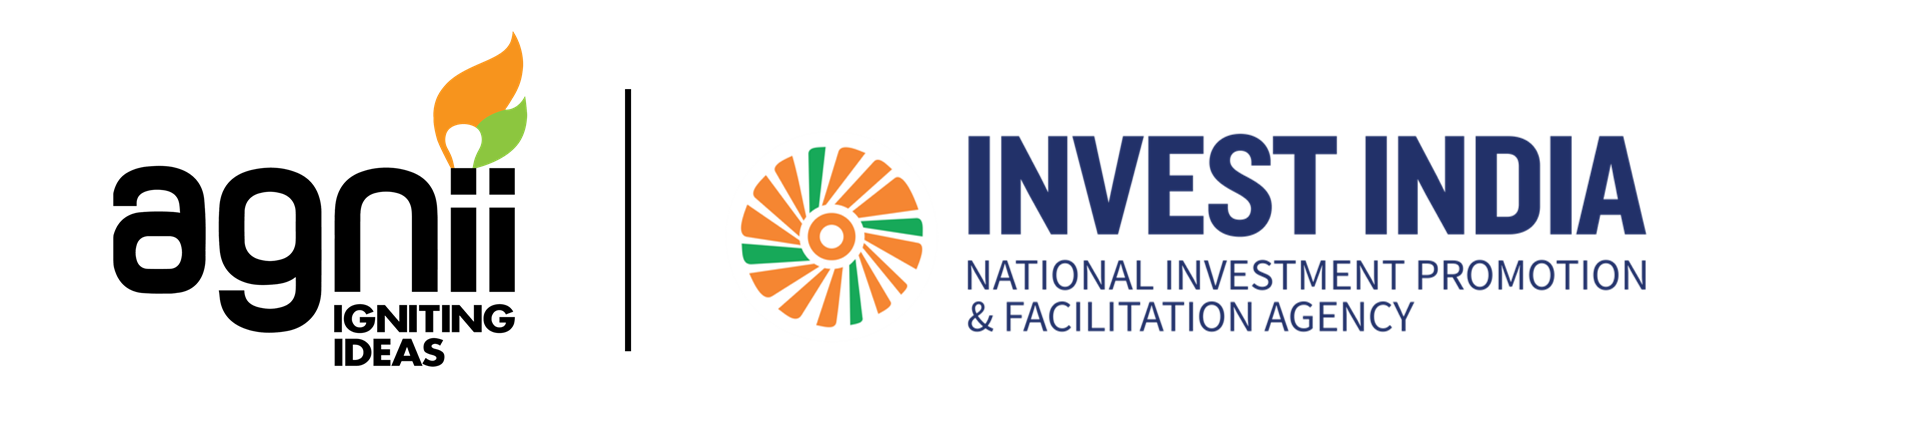 agnii
IGNITING
IDEAS
INVEST INDIA
NATIONAL INVESTMENT PROMOTION
& FACILITATION AGENCY